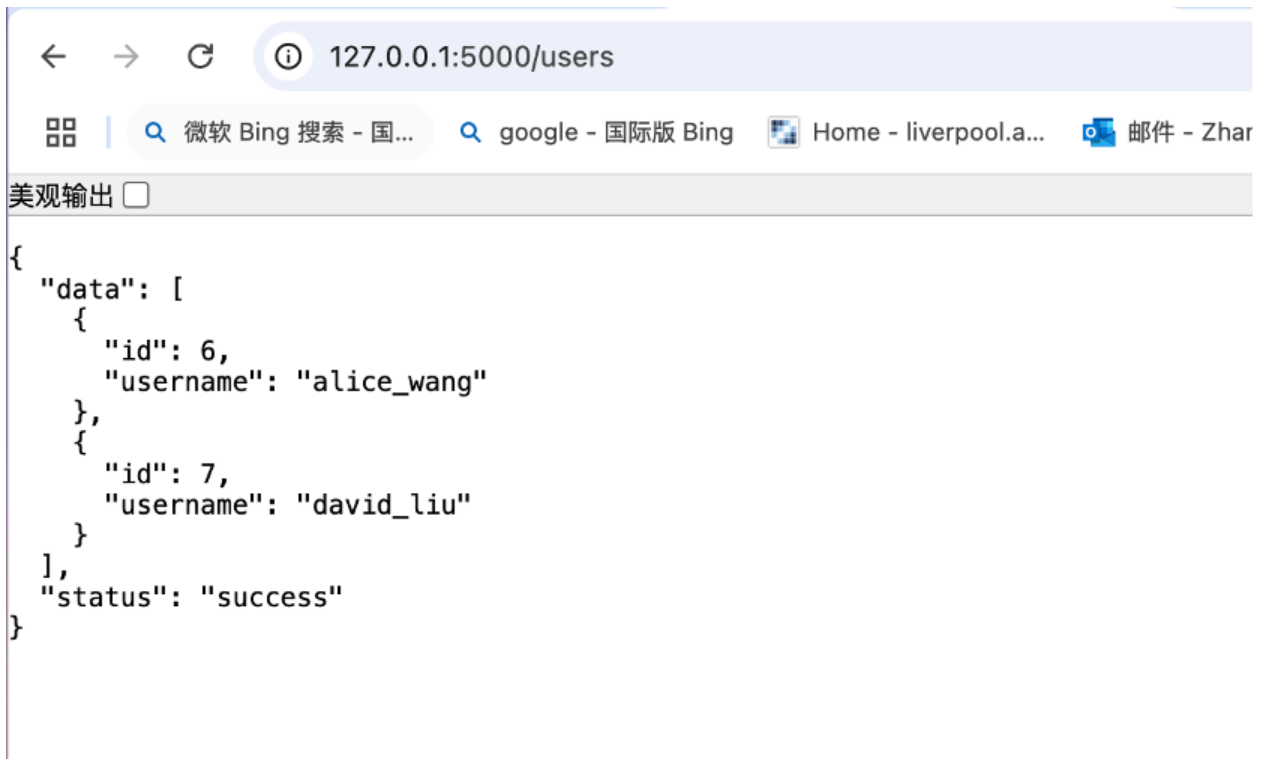 127.0.0.1:5000/users
微软 Bing 搜索 - 国... google - 国际版 Bing Home - liverpool.a... 邮件 - Zhar
美观输出
{
  "data": [
    {
      "id": 6,
      "username": "alice_wang"
    },
    {
      "id": 7,
      "username": "david_liu"
    }
  ],
  "status": "success"
}